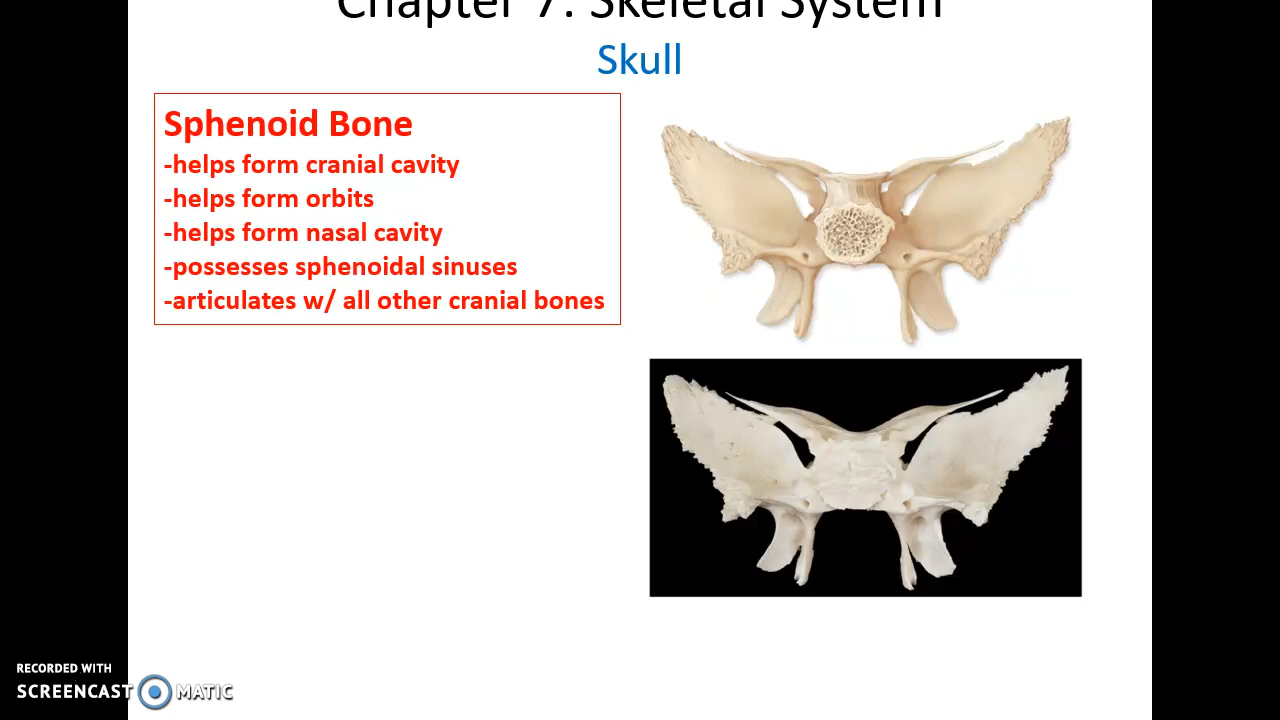 Chapter 7: Skeletal System
Skull
Sphenoid Bone
-helps form cranial cavity
-helps form orbits
-helps form nasal cavity
-possesses sphenoidal sinuses
-articulates w/ all other cranial bones
RECORDED WITH
SCREENCAST MATIC